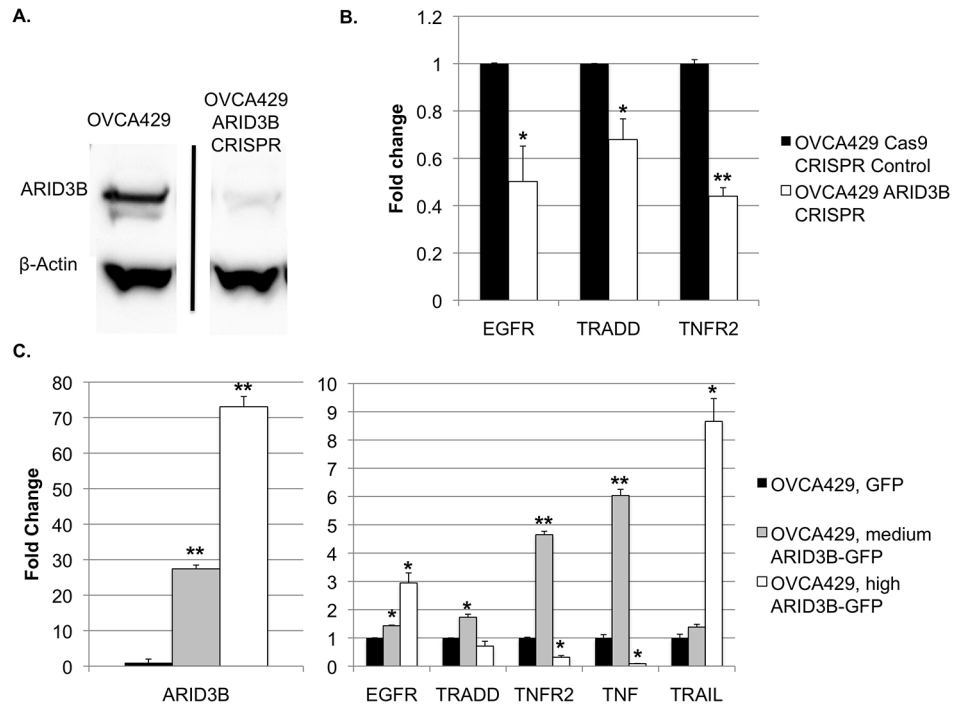 A.
OVCA429
OVCA429
ARID3B
CRISPR
ARID3B
β-Actin
B.
Fold change
1.2
1
0.8
0.6
0.4
0.2
0
*
*
**
EGFR
TRADD
TNFR2
OVCA429 Cas9
CRISPR Control
OVCA429 ARID3B
CRISPR
C.
Fold Change
80
70
60
50
40
30
20
10
0
**
**
ARID3B
10
9
8
7
6
5
4
3
2
1
0
*
*
*
**
*
**
*
*
EGFR
TRADD
TNFR2
TNF
TRAIL
OVCA429, GFP
OVCA429, medium
ARID3B-GFP
OVCA429, high
ARID3B-GFP